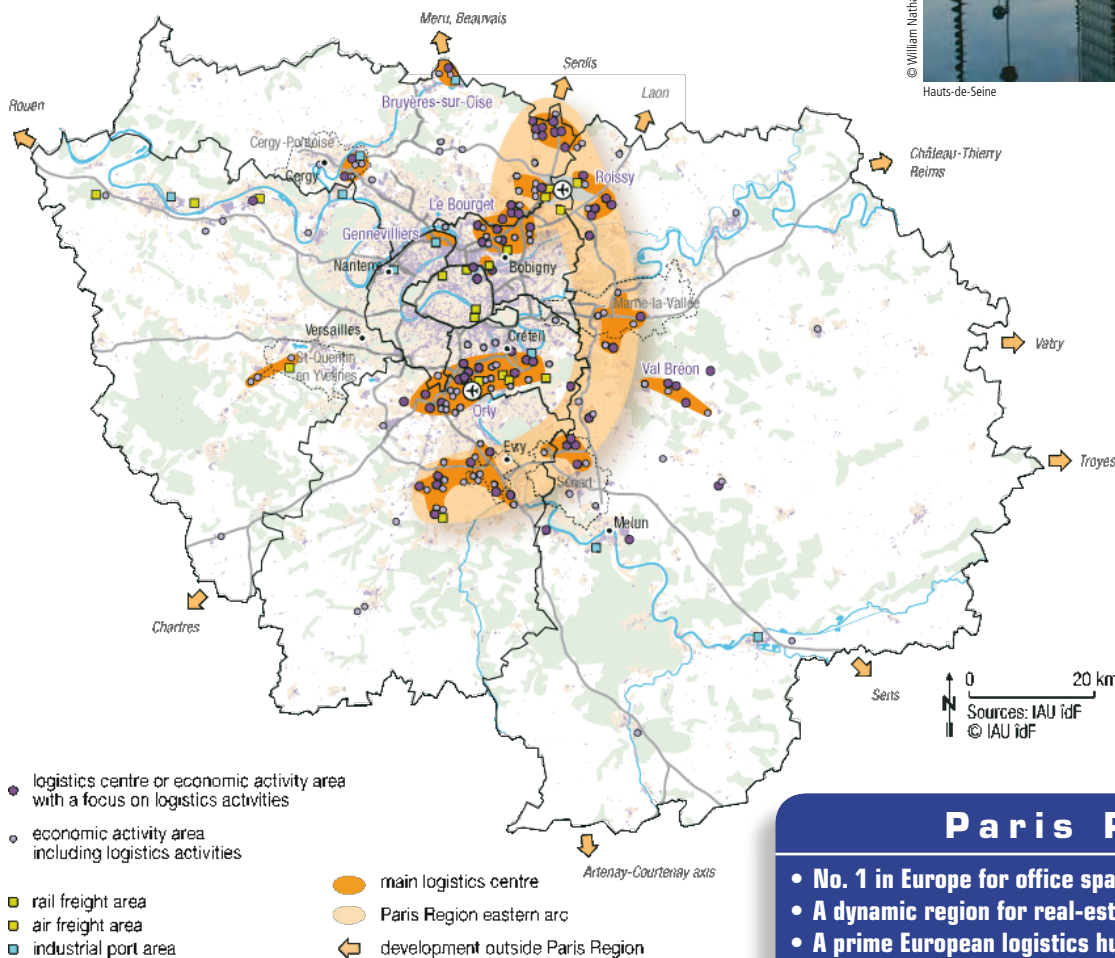 © William Natha
Hauts-de-Seine
Meru, Beauvais
Senlis
Laon
Rouen
Bruyères-sur-Oise
Château-Thierry
Reims
Cergy-Pontoise
Cergy
Roissy
Le Bourget
Gennevilliers
Nanterre
Bobigny
Marne-la-Vallée
Versailles
Créteil
Vatry
St-Quentin
en Yvelines
Val Bréon
Orly
Evry
Sénart
Troyes
Melun
Chartres
Sens
0 20 km
N
Sources: IAU îdF
© IAU îdF
Artenay-Courtenay axis
logistics centre or economic activity area
with a focus on logistics activities
economic activity area
including logistics activities
rail freight area
air freight area
industrial port area
main logistics centre
Paris Region eastern arc
development outside Paris Region
Paris R
• No. 1 in Europe for office spa
• A dynamic region for real-est
• A prime European logistics hu